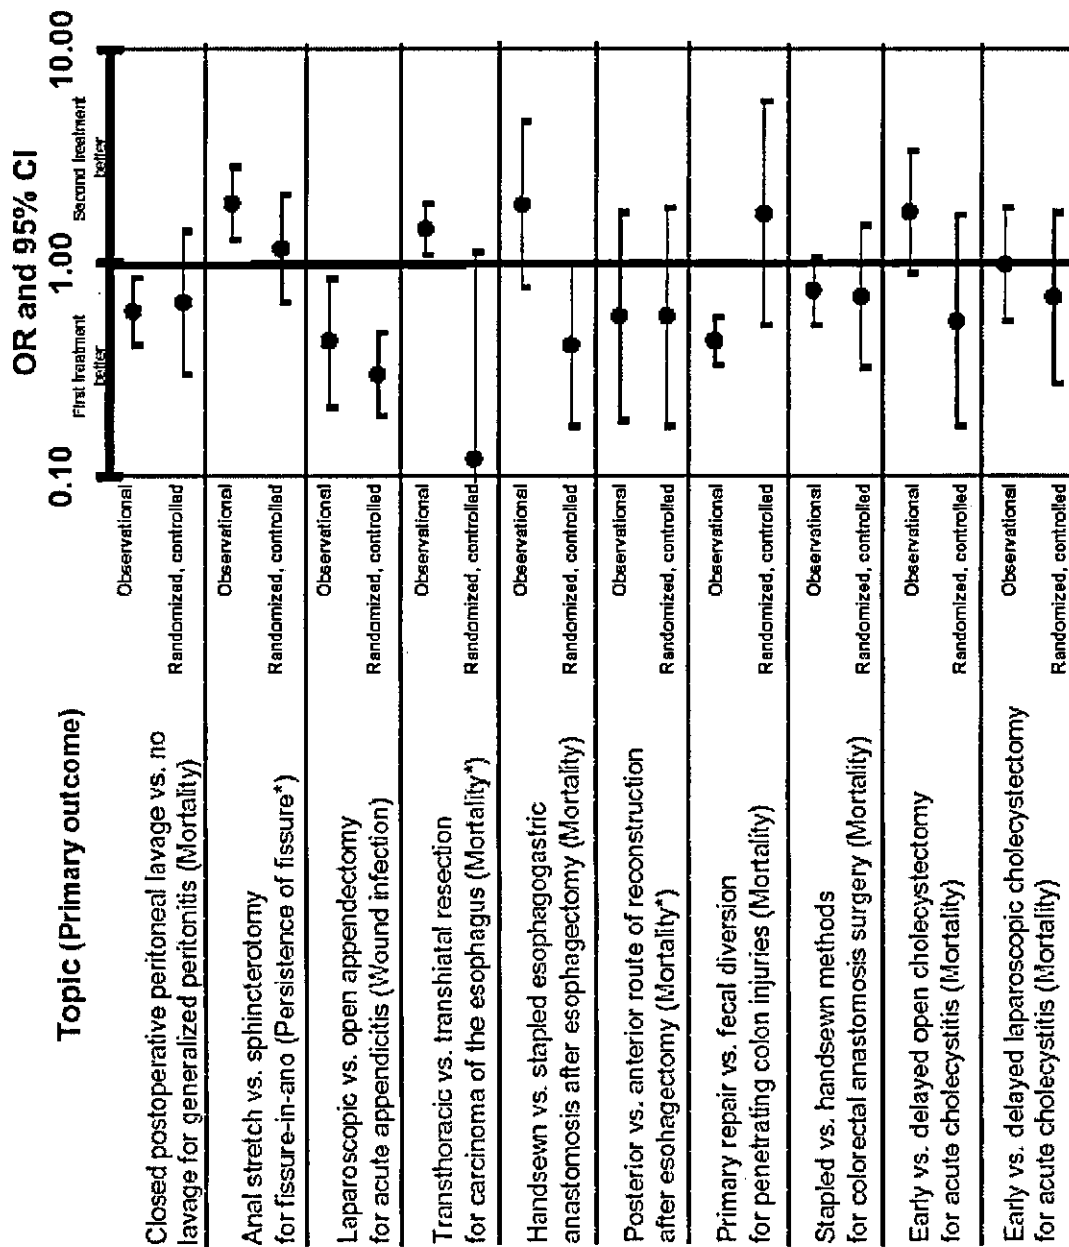 OR and 95% CI
Topic (Primary outcome)
0.10
1.00
10.00
First treatment
better
Second treatment
better
Closed postoperative peritoneal lavage vs. no
lavage for generalized peritonitis (Mortality)
Observational
Randomized, controlled
Anal stretch vs. sphincterotomy
for fissure-in-ano (Persistence of fissure*)
Observational
Randomized, controlled
Laparoscopic vs. open appendectomy
for acute appendicitis (Wound infection)
Observational
Randomized, controlled
Transthoracic vs. transhiatal resection
for carcinoma of the esophagus (Mortality*)
Observational
Randomized, controlled
Handsewn vs. stapled esophagogastric
anastomosis after esophagectomy (Mortality)
Observational
Randomized, controlled
Posterior vs. anterior route of reconstruction
after esohagectomy (Mortality*)
Observational
Randomized, controlled
Primary repair vs. fecal diversion
for penetrating colon injuries (Mortality)
Observational
Randomized, controlled
Stapled vs. handsewn methods
for colorectal anastomosis surgery (Mortality)
Observational
Randomized, controlled
Early vs. delayed open cholecystectomy
for acute cholecystitis (Mortality)
Observational
Randomized, controlled
Early vs. delayed laparoscopic cholecystectomy
for acute cholecystitis (Mortality)
Observational
Randomized, controlled